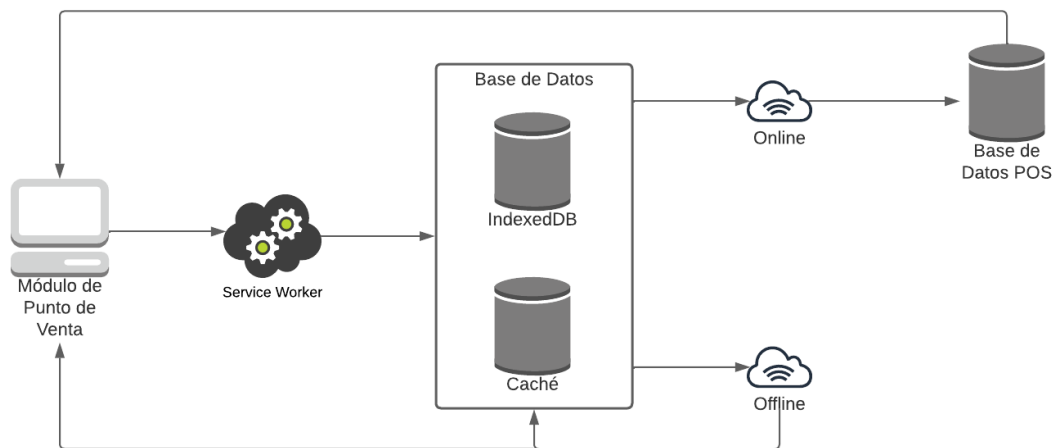 Base de Datos
IndexedDB
Caché
Online
Base de
Datos POS
Módulo de
Punto de
Venta
Service Worker
Offline